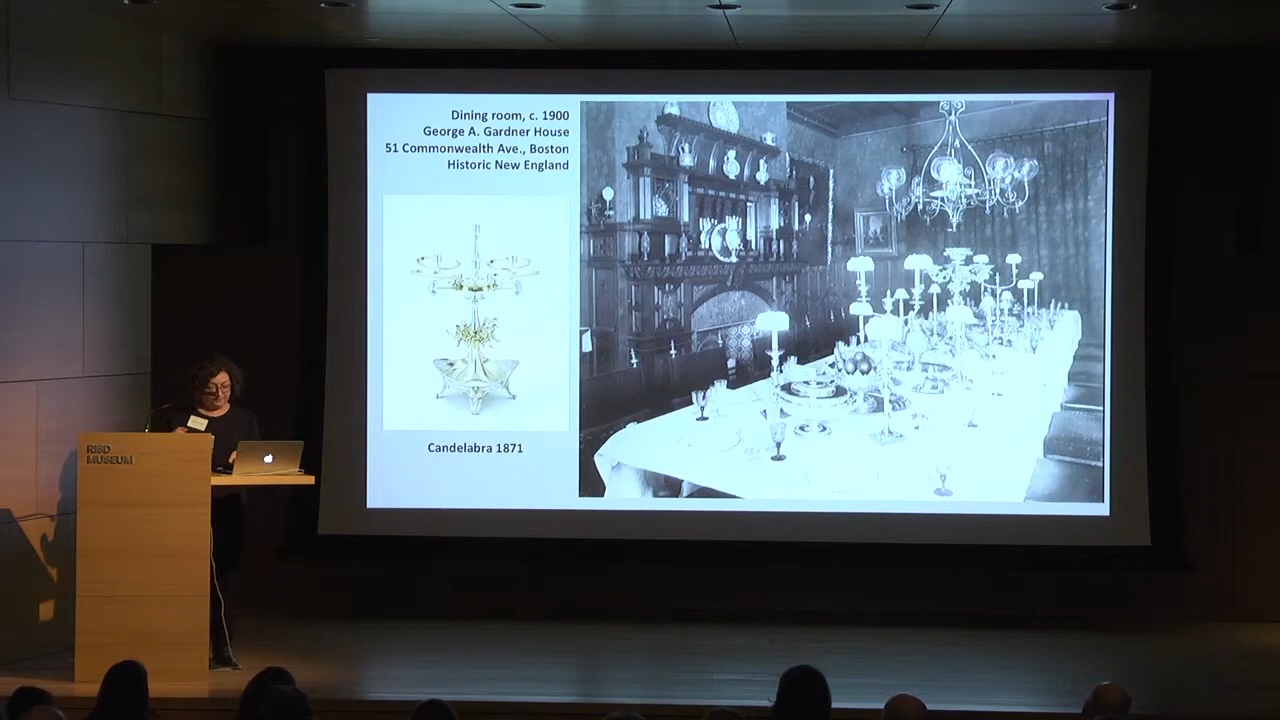 Dining room, c. 1900
George A. Gardner House
51 Commonwealth Ave., Boston
Historic New England
Candelabra 1871
RISD
MUSEUM